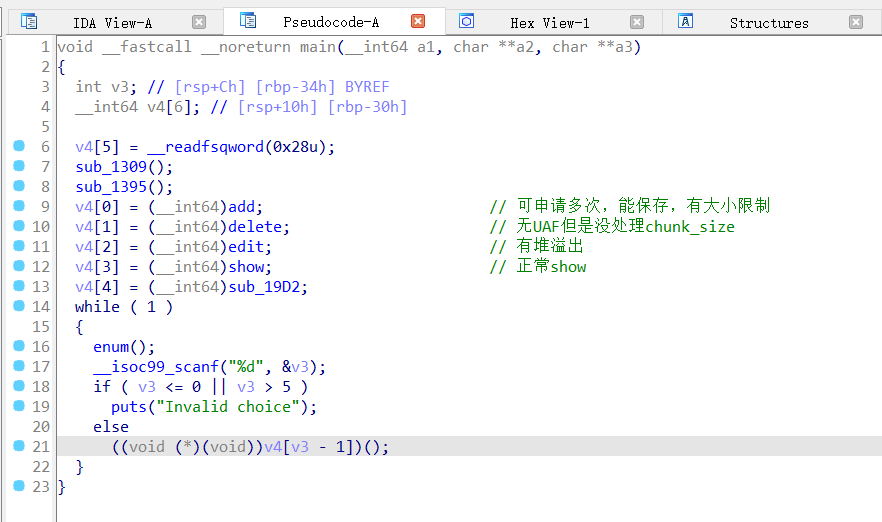 IDA View-A Pseudocode-A Hex View-1 Structures
1 void __fastcall __noreturn main(__int64 a1, char **a2, char **a3)
2 {
3 int v3; // [rsp+Ch] [rbp-34h] BYREF
4 __int64 v4[6]; // [rsp+10h] [rbp-30h]
5
6 v4[5] = __readfsqword(0x28u);
7 sub_1309();
8 sub_1395();
9 v4[0] = (__int64)add; // 可申请多次，能保存，有大小限制
10 v4[1] = (__int64)delete; // 无UAF但是没处理chunk_size
11 v4[2] = (__int64)edit; // 有堆溢出
12 v4[3] = (__int64)show; // 正常show
13 v4[4] = (__int64)sub_19D2;
14 while ( 1 )
15 {
16 enum();
17 __isoc99_scanf("%d", &v3);
18 if ( v3 <= 0 || v3 > 5 )
19 puts("Invalid choice");
20 else
21 ((void (*)(void))v4[v3 - 1])();
22 }
23 }